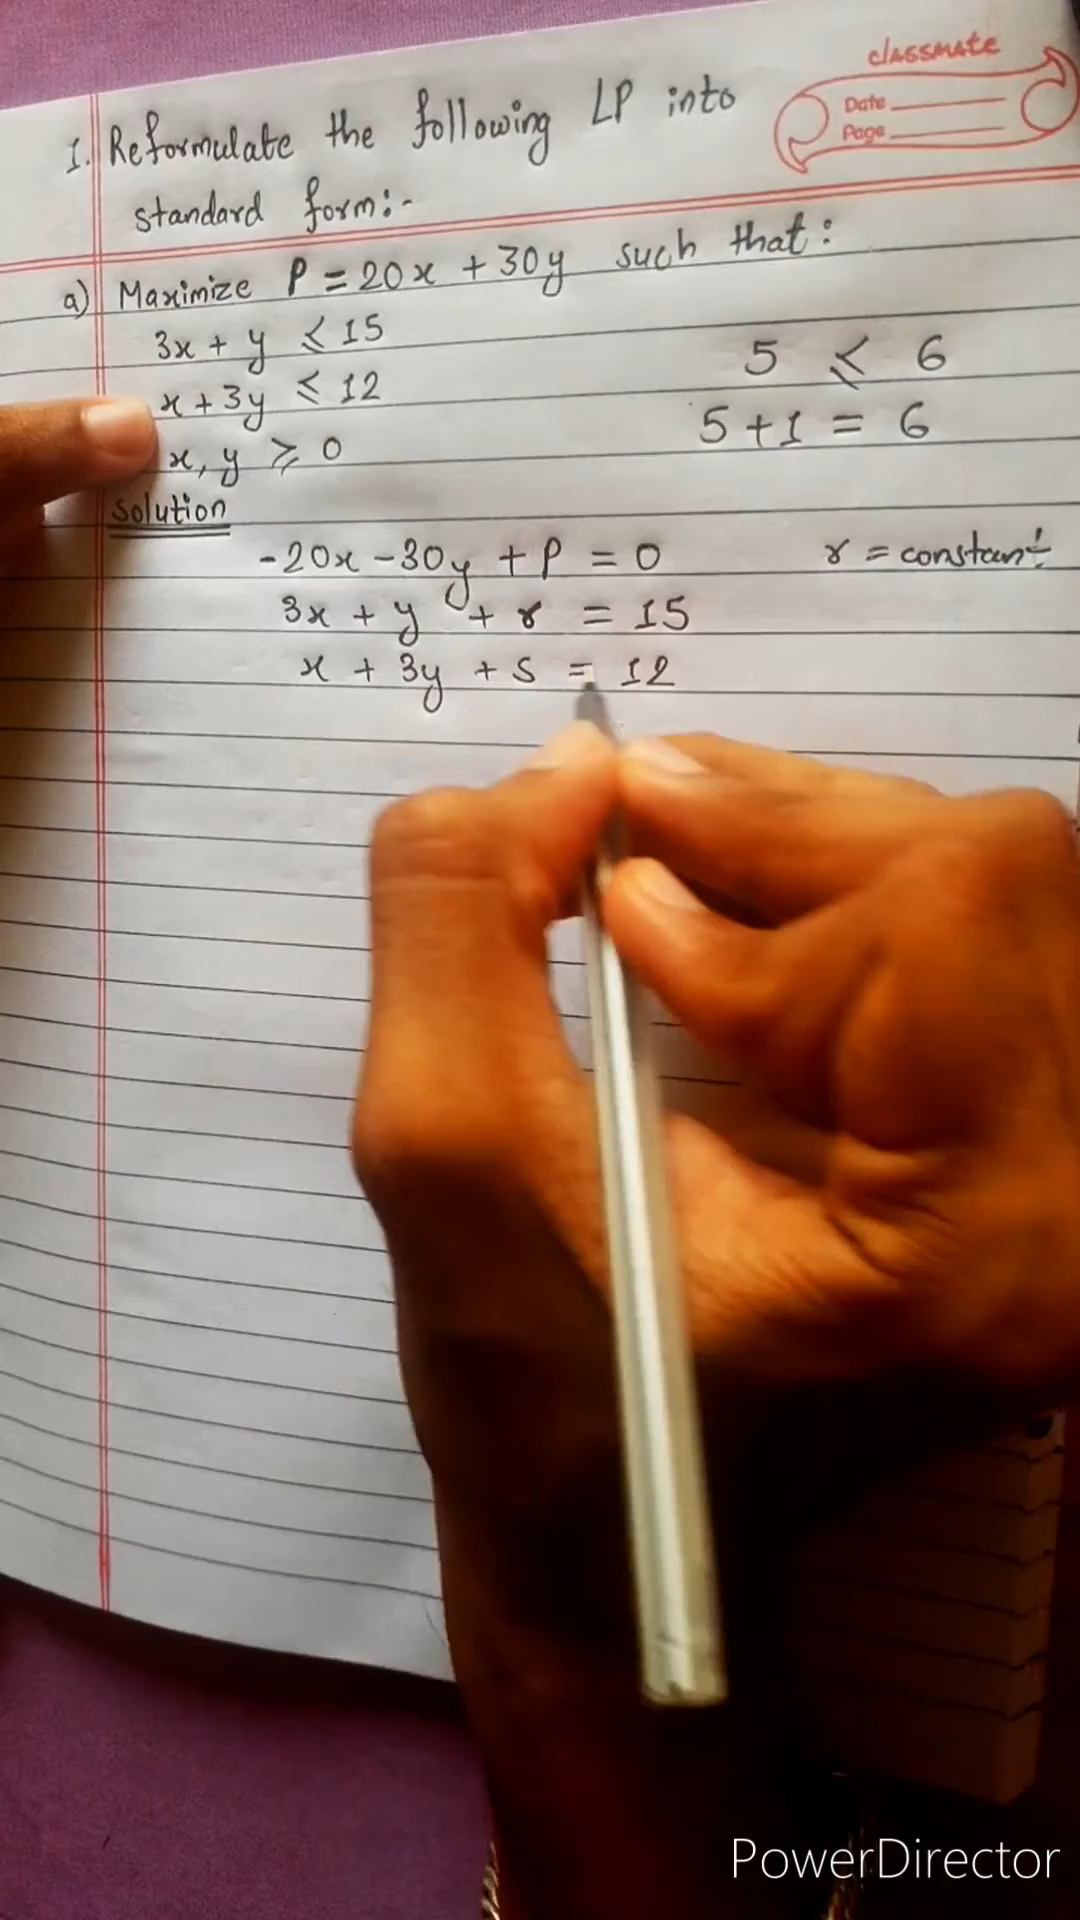 classmate
Date
Page
1. Reformulate the following LP into
standard form:-
a) Maximize P = 20x + 30y such that:
3x + y ≤ 15
x + 3y ≤ 12
x, y ≥ 0
5 ≤ 6
5 + 1 = 6
Solution
-20x - 30y + P = 0
r = constant
3x + y + r = 15
x + 3y + s = 12
PowerDirector